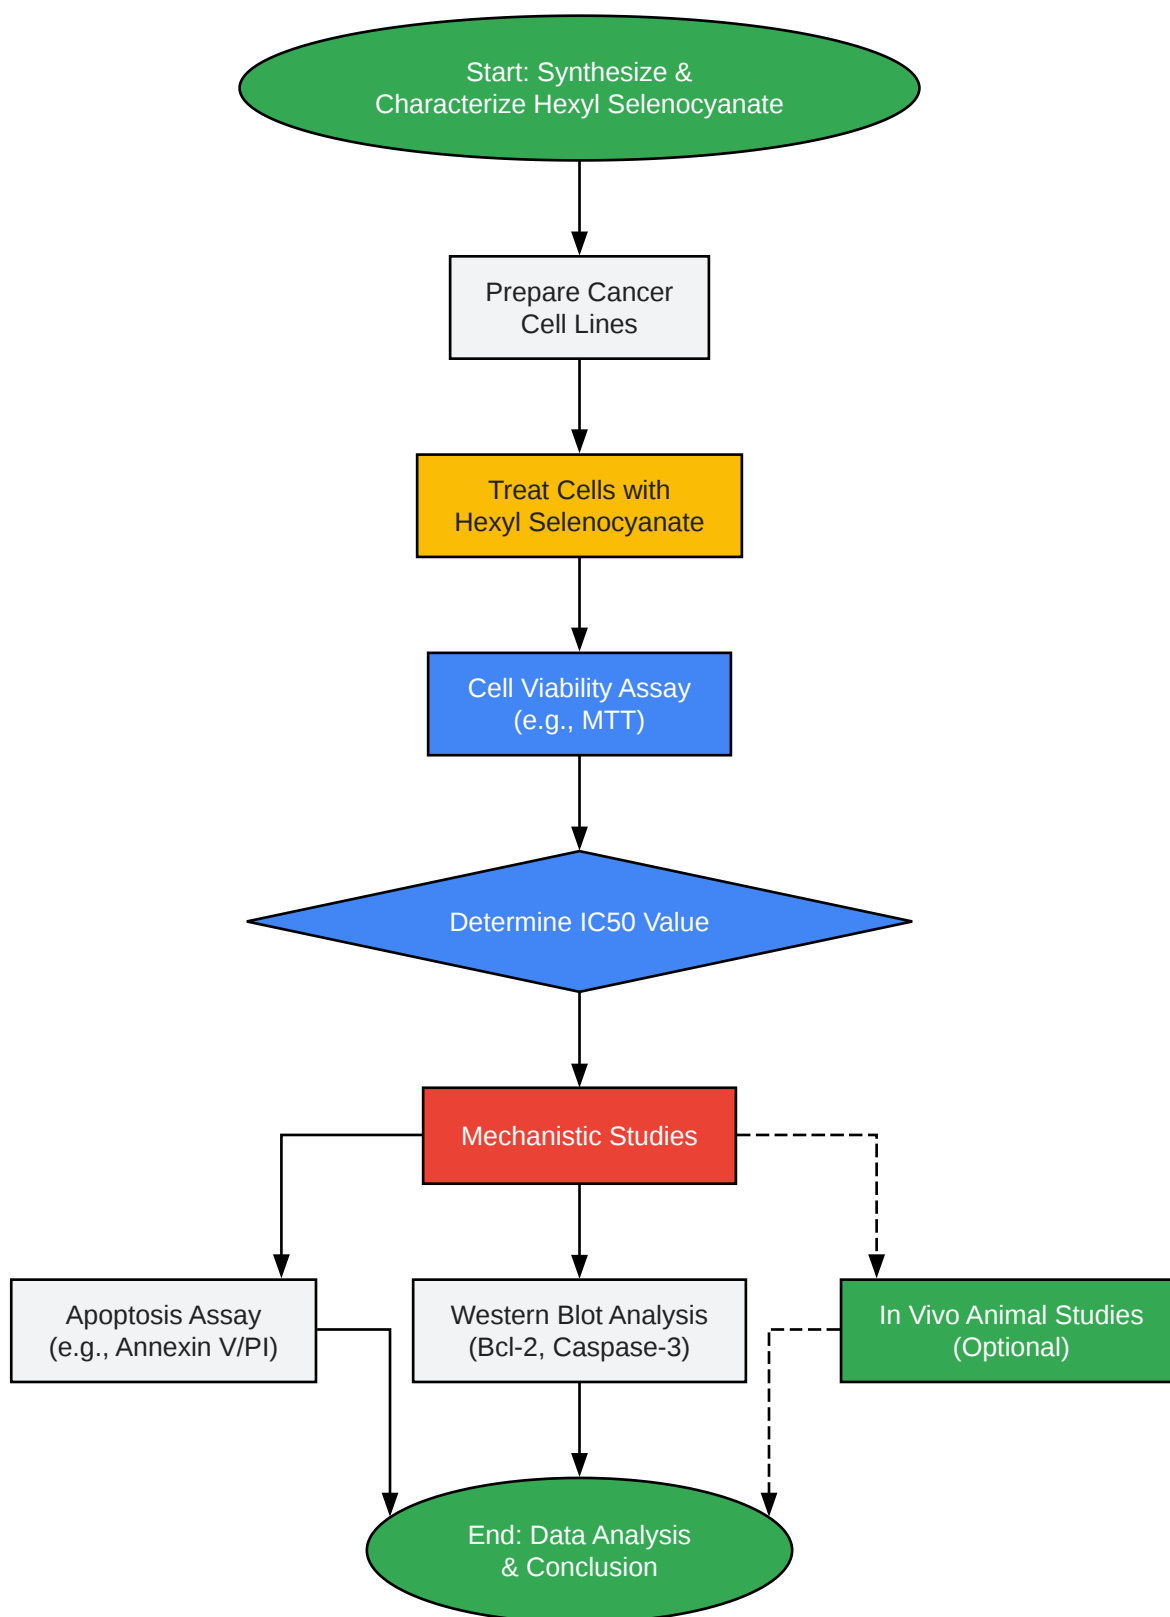 Start: Synthesize &
Characterize Hexyl Selenocyanate
Prepare Cancer
Cell Lines
Treat Cells with
Hexyl Selenocyanate
Cell Viability Assay
(e.g., MTT)
Determine IC50 Value
Mechanistic Studies
Apoptosis Assay
(e.g., Annexin V/PI)
Western Blot Analysis
(Bcl-2, Caspase-3)
In Vivo Animal Studies
(Optional)
End: Data Analysis
& Conclusion